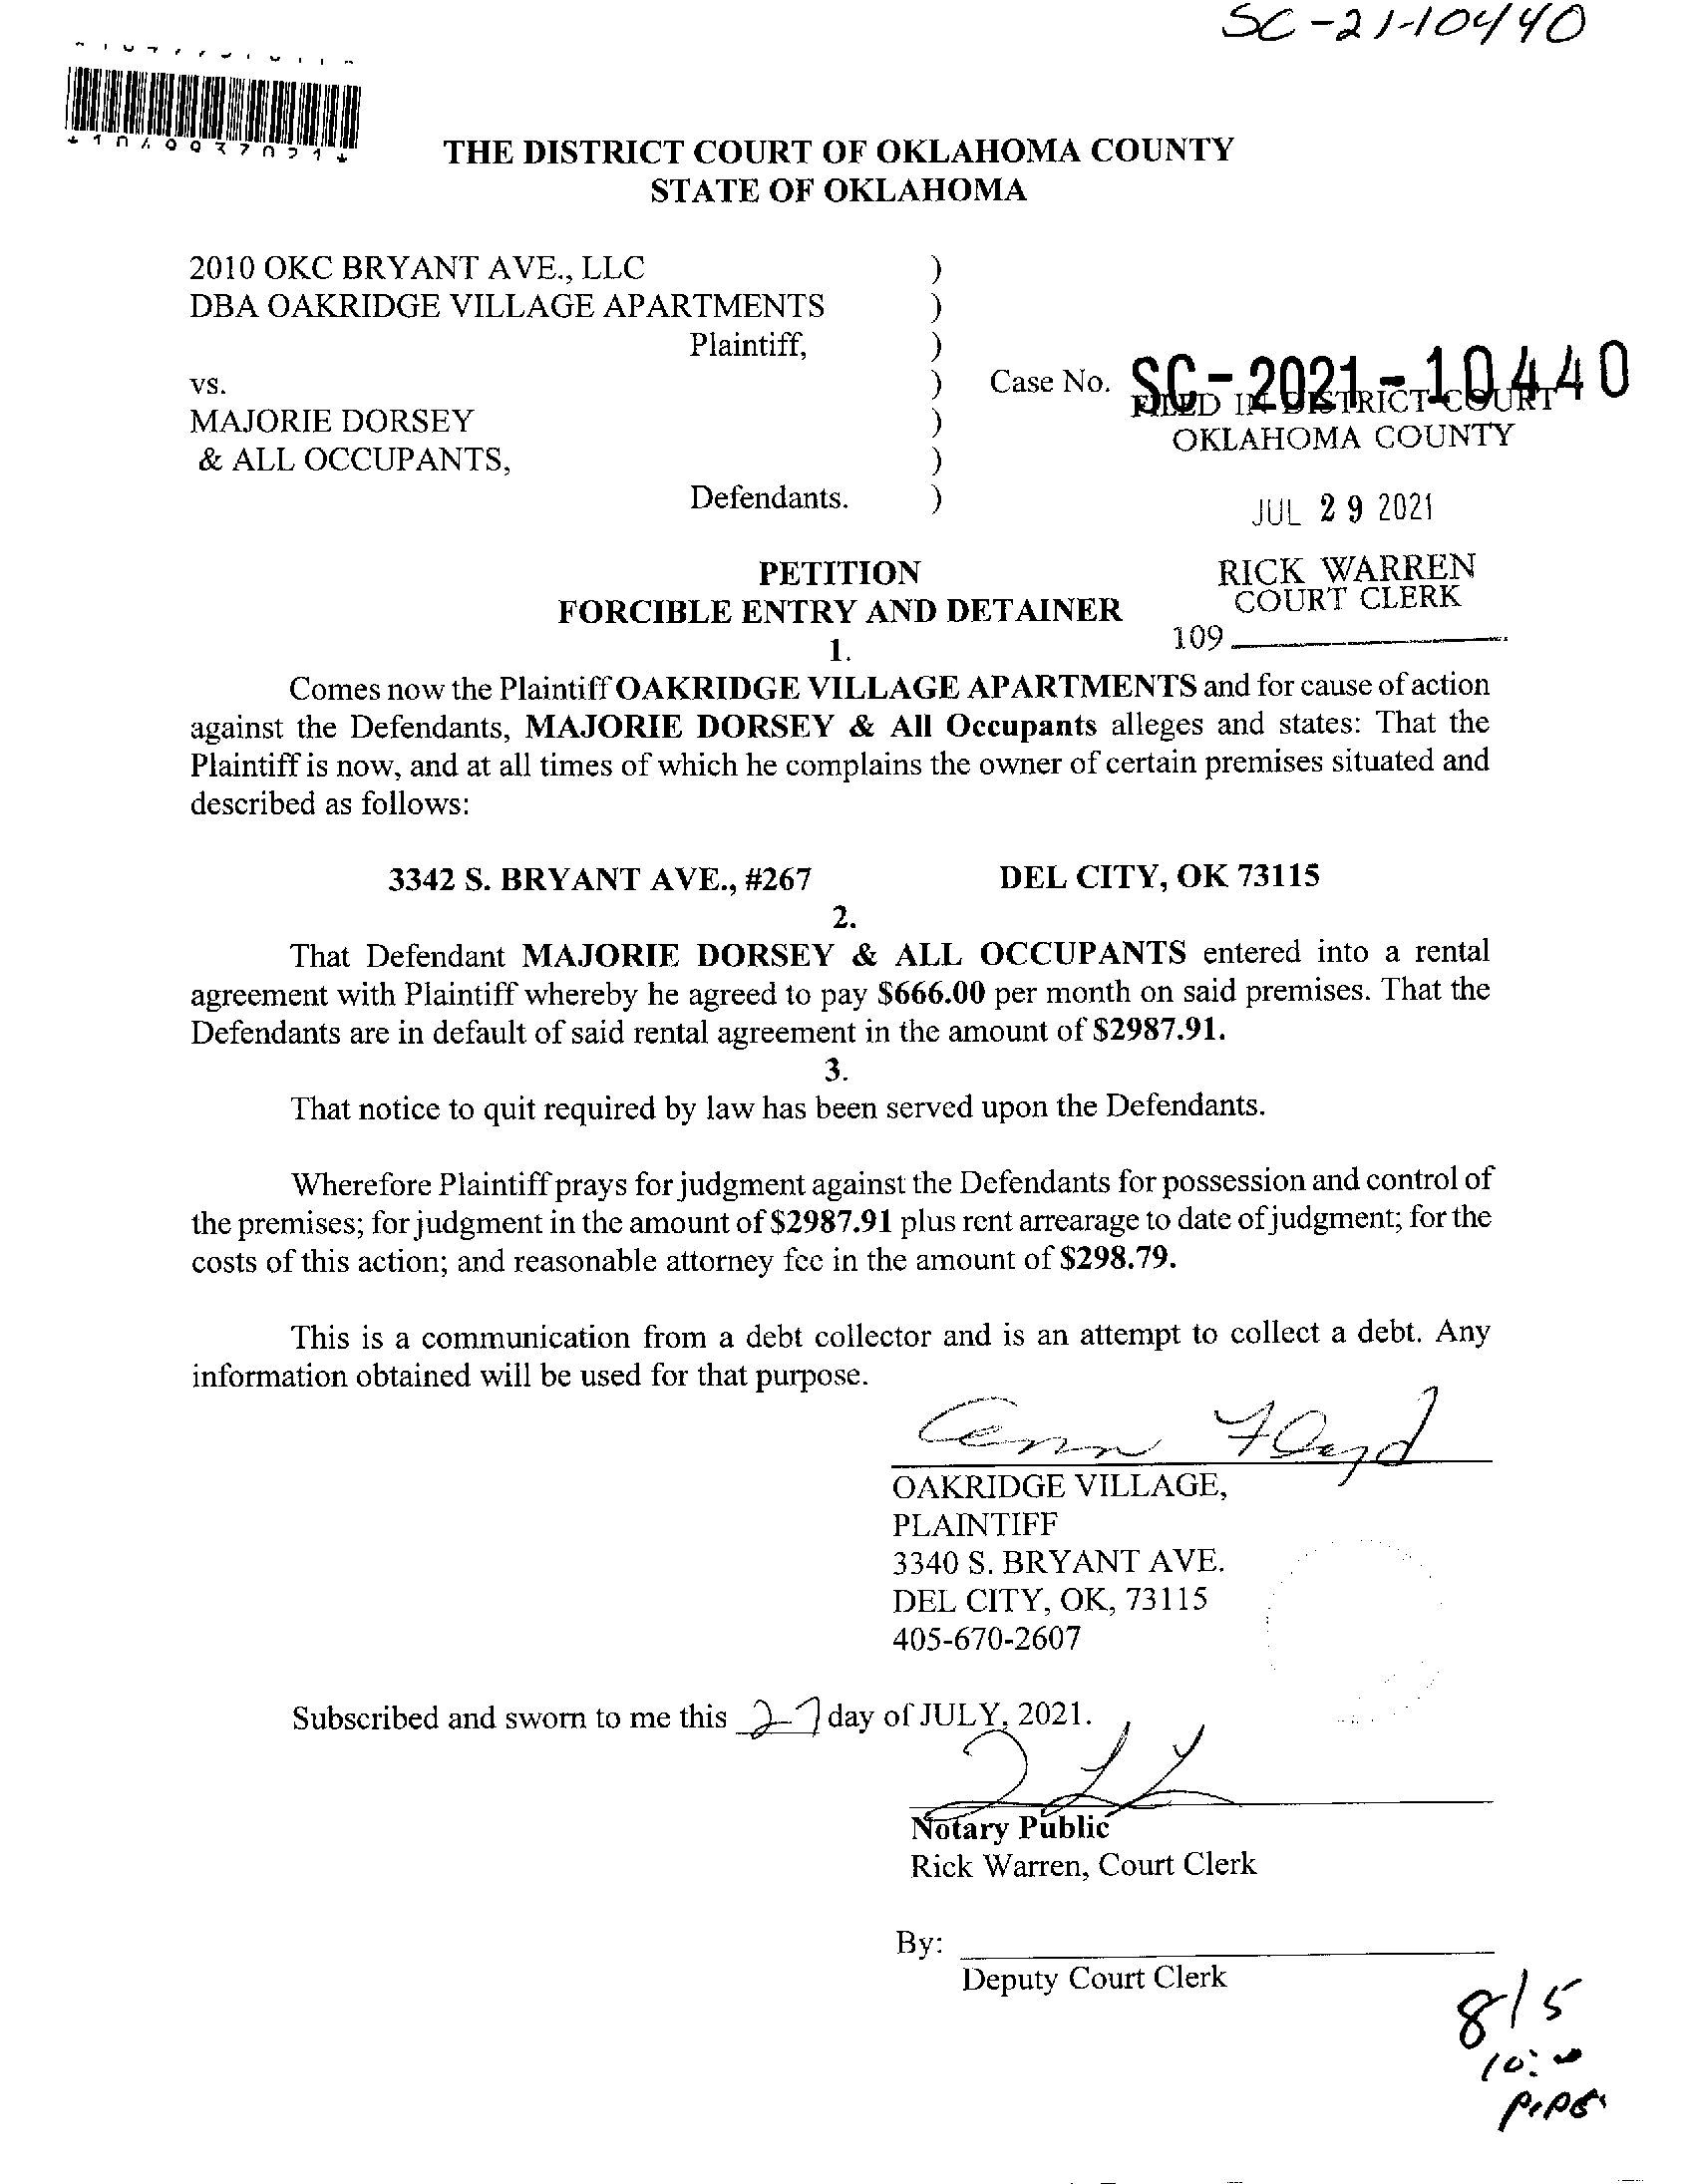 SC-21-10440
THE DISTRICT COURT OF OKLAHOMA COUNTY
STATE OF OKLAHOMA
2010 OKC BRYANT AVE., LLC )
DBA OAKRIDGE VILLAGE APARTMENTS )
Plaintiff, )
vs. ) Case No. SC-2021-10440
FILED IN DISTRICT COURT
MAJORIE DORSEY )
OKLAHOMA COUNTY
& ALL OCCUPANTS, )
Defendants. )
JUL 29 2021
PETITION
RICK WARREN
FORCIBLE ENTRY AND DETAINER
COURT CLERK
1.
109
Comes now the Plaintiff OAKRIDGE VILLAGE APARTMENTS and for cause of action
against the Defendants, MAJORIE DORSEY & All Occupants alleges and states: That the
Plaintiff is now, and at all times of which he complains the owner of certain premises situated and
described as follows:
3342 S. BRYANT AVE., #267 DEL CITY, OK 73115
2.
That Defendant MAJORIE DORSEY & ALL OCCUPANTS entered into a rental
agreement with Plaintiff whereby he agreed to pay $666.00 per month on said premises. That the
Defendants are in default of said rental agreement in the amount of $2987.91.
3.
That notice to quit required by law has been served upon the Defendants.
Wherefore Plaintiff prays for judgment against the Defendants for possession and control of
the premises; for judgment in the amount of $2987.91 plus rent arrearage to date of judgment; for the
costs of this action; and reasonable attorney fee in the amount of $298.79.
This is a communication from a debt collector and is an attempt to collect a debt. Any
information obtained will be used for that purpose.
Floyd
OAKRIDGE VILLAGE,
PLAINTIFF
3340 S. BRYANT AVE.
DEL CITY, OK, 73115
405-670-2607
Subscribed and sworn to me this 27 day of JULY, 2021.
Notary Public
Rick Warren, Court Clerk
By:
Deputy Court Clerk
8/5
10:00